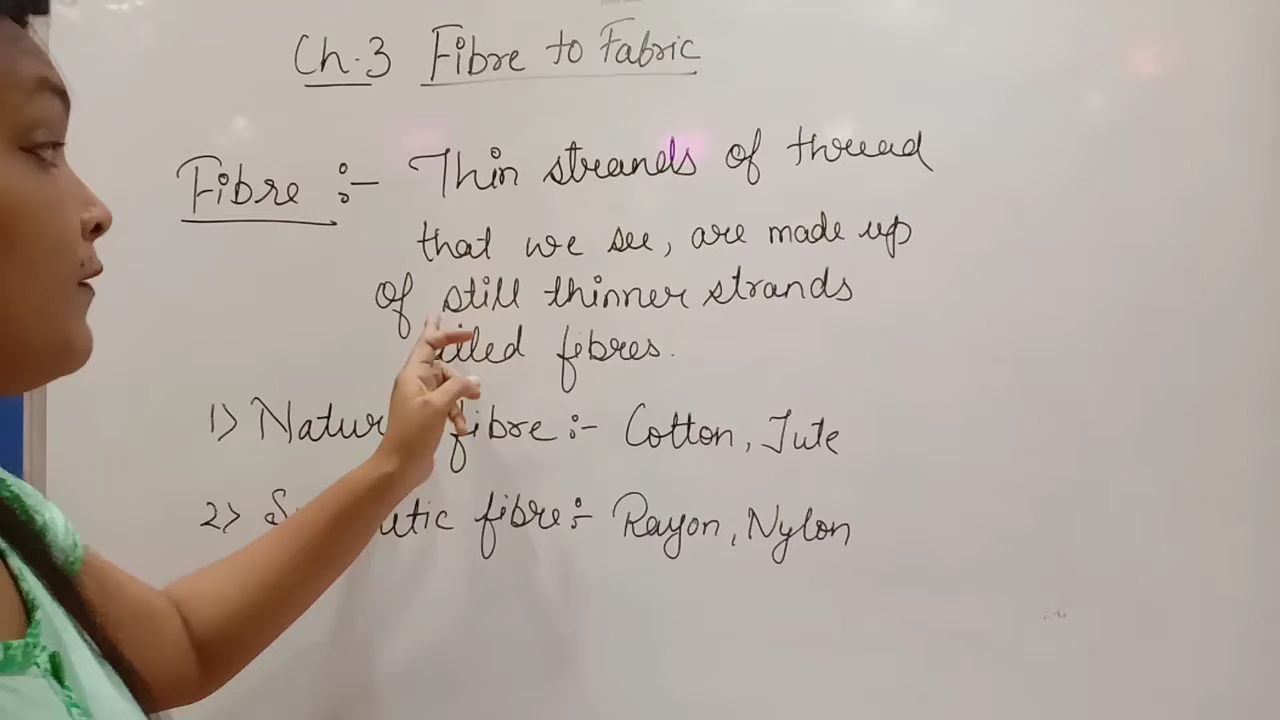 Ch.3 Fibre to Fabric
Fibre :- Thin strands of thread
that we see, are made up
of still thinner strands
fibres.
1) fibre :- Cotton, Jute
2) fibre :- Rayon, Nylon